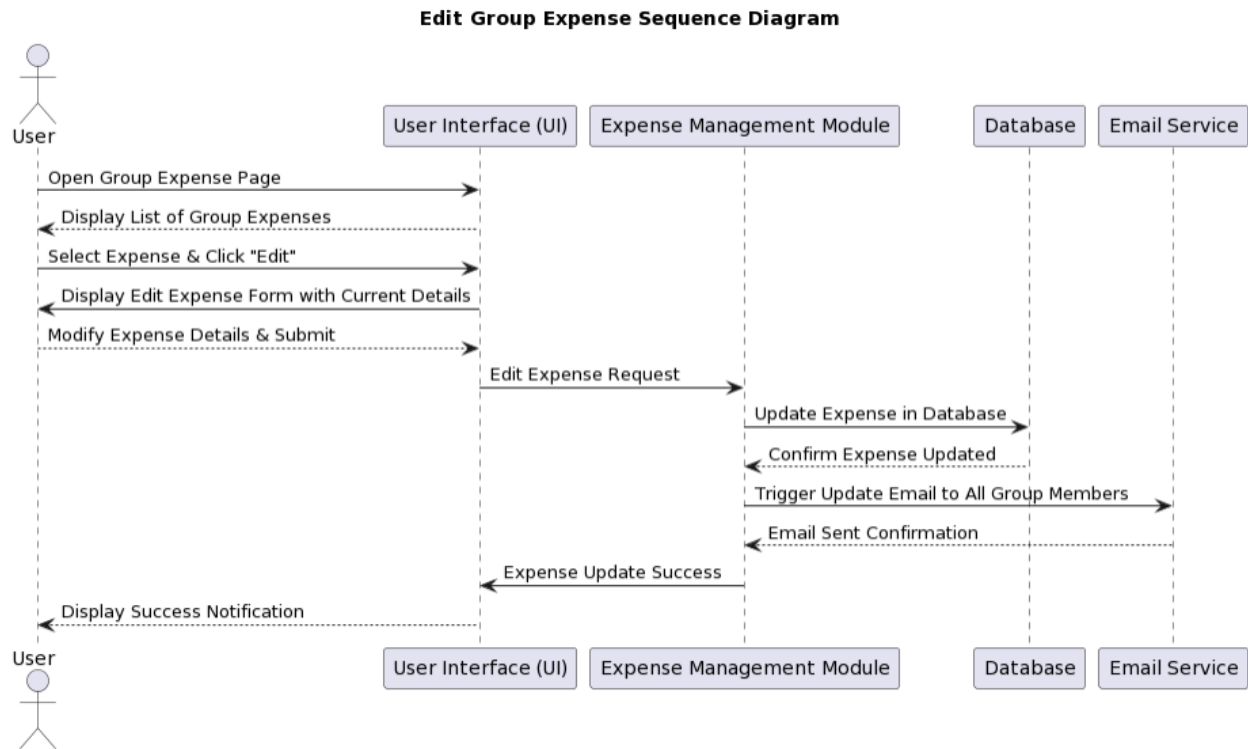 Edit Group Expense Sequence Diagram
User
User Interface (UI)
Expense Management Module
Database
Email Service
Open Group Expense Page
Display List of Group Expenses
Select Expense & Click "Edit"
Display Edit Expense Form with Current Details
Modify Expense Details & Submit
Edit Expense Request
Update Expense in Database
Confirm Expense Updated
Trigger Update Email to All Group Members
Email Sent Confirmation
Expense Update Success
Display Success Notification
User
User Interface (UI)
Expense Management Module
Database
Email Service